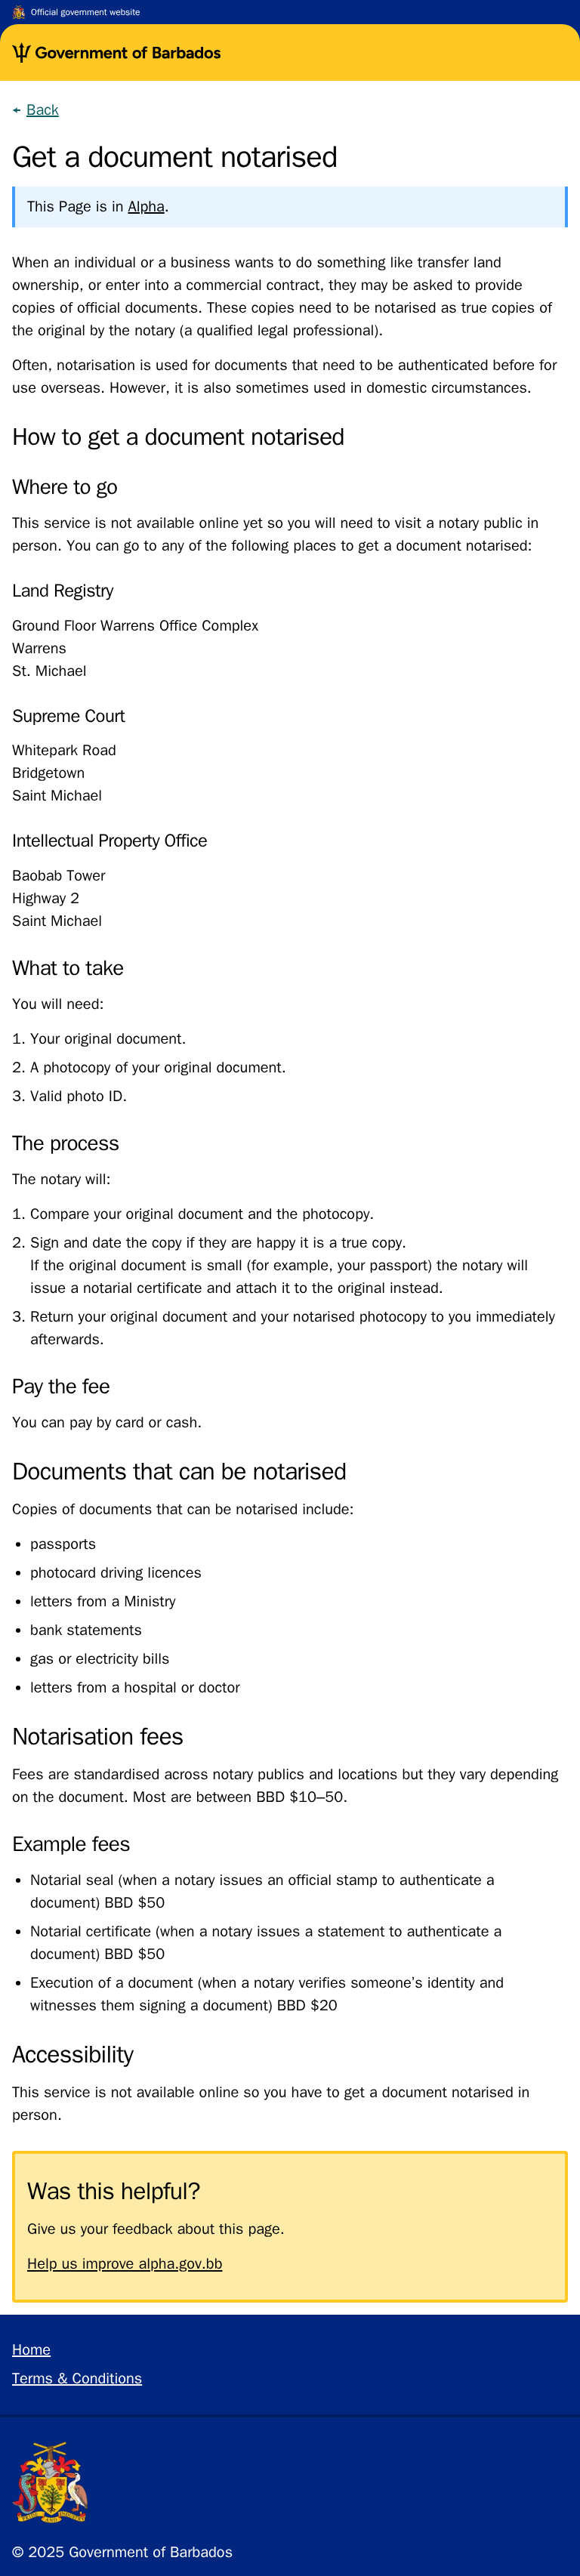 Official government website
Government of Barbados
← Back
Get a document notarised
This Page is in Alpha.
When an individual or a business wants to do something like transfer land
ownership, or enter into a commercial contract, they may be asked to provide
copies of official documents. These copies need to be notarised as true copies of
the original by the notary (a qualified legal professional).
Often, notarisation is used for documents that need to be authenticated before for
use overseas. However, it is also sometimes used in domestic circumstances.
How to get a document notarised
Where to go
This service is not available online yet so you will need to visit a notary public in
person. You can go to any of the following places to get a document notarised:
Land Registry
Ground Floor Warrens Office Complex
Warrens
St. Michael
Supreme Court
Whitepark Road
Bridgetown
Saint Michael
Intellectual Property Office
Baobab Tower
Highway 2
Saint Michael
What to take
You will need:
1. Your original document.
2. A photocopy of your original document.
3. Valid photo ID.
The process
The notary will:
1. Compare your original document and the photocopy.
2. Sign and date the copy if they are happy it is a true copy.
If the original document is small (for example, your passport) the notary will
issue a notarial certificate and attach it to the original instead.
3. Return your original document and your notarised photocopy to you immediately
afterwards.
Pay the fee
You can pay by card or cash.
Documents that can be notarised
Copies of documents that can be notarised include:
• passports
• photocard driving licences
• letters from a Ministry
• bank statements
• gas or electricity bills
• letters from a hospital or doctor
Notarisation fees
Fees are standardised across notary publics and locations but they vary depending
on the document. Most are between BBD $10–50.
Example fees
• Notarial seal (when a notary issues an official stamp to authenticate a
document) BBD $50
• Notarial certificate (when a notary issues a statement to authenticate a
document) BBD $50
• Execution of a document (when a notary verifies someone's identity and
witnesses them signing a document) BBD $20
Accessibility
This service is not available online so you have to get a document notarised in
person.
Was this helpful?
Give us your feedback about this page.
Help us improve alpha.gov.bb
Home
Terms & Conditions
PRIDE AND INDUSTRY
© 2025 Government of Barbados